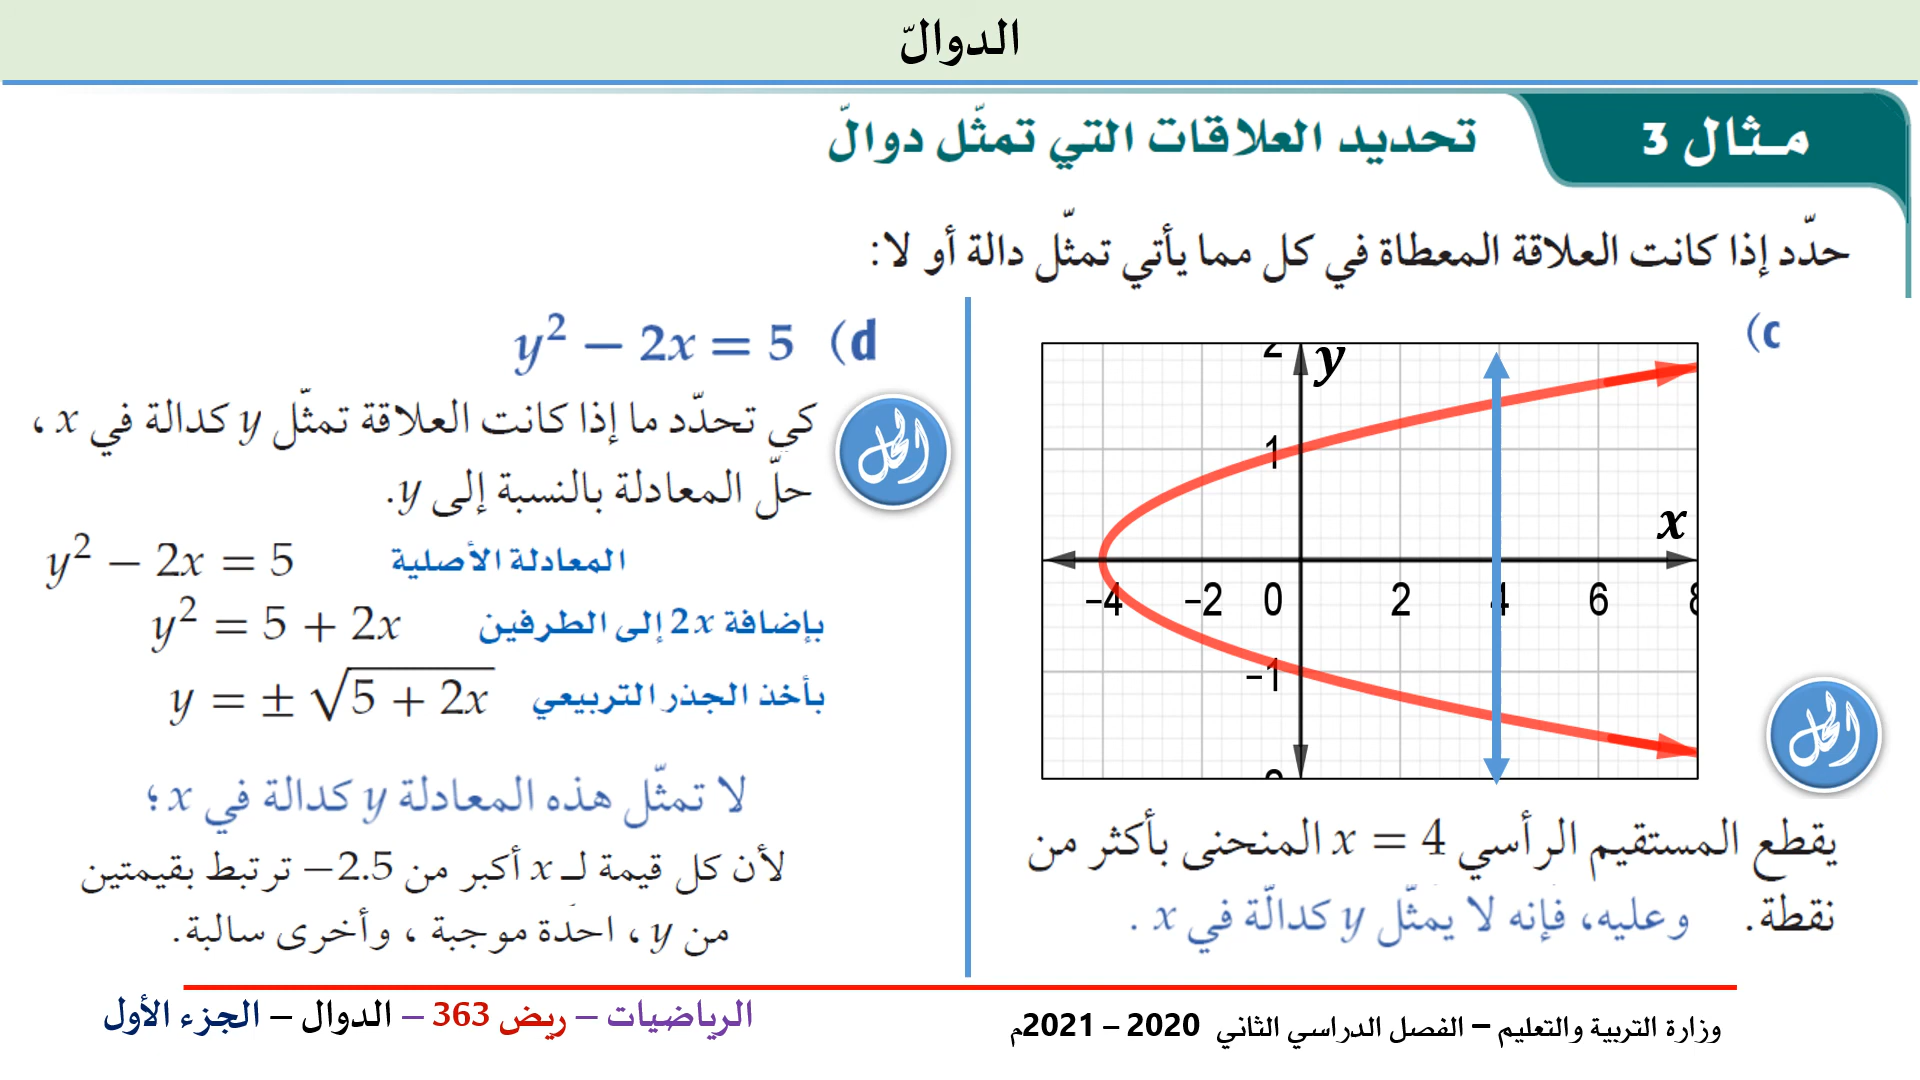 الدوالّ
مـثال 3 تحديد العلاقات التي تمثّل دوالّ
حدّد إذا كانت العلاقة المعطاة في كل مما يأتي تمثّل دالة أو لا:
(c
2
y
1
x
−4 −2 0 2 4 6 8
−1
الحل
يقطع المستقيم الرأسي x = 4 المنحنى بأكثر من
نقطة. وعليه، فإنه لا يمثّل y كدالّة في x .
(d y² − 2x = 5
الحل
كي تحدّد ما إذا كانت العلاقة تمثّل y كدالة في x ،
حلّ المعادلة بالنسبة إلى y.
y² − 2x = 5 المعادلة الأصلية
y² = 5 + 2x بإضافة 2x إلى الطرفين
y = ± √(5 + 2x) بأخذ الجذر التربيعي
لا تمثّل هذه المعادلة y كدالة في x ؛
لأن كل قيمة لـ x أكبر من 2.5− ترتبط بقيمتين
من y ، احدة موجبة ، وأخرى سالبة.
وزارة التربية والتعليم – الفصل الدراسي الثاني 2020 – 2021م
الرياضيات – ريض 363 – الدوال – الجزء الأول